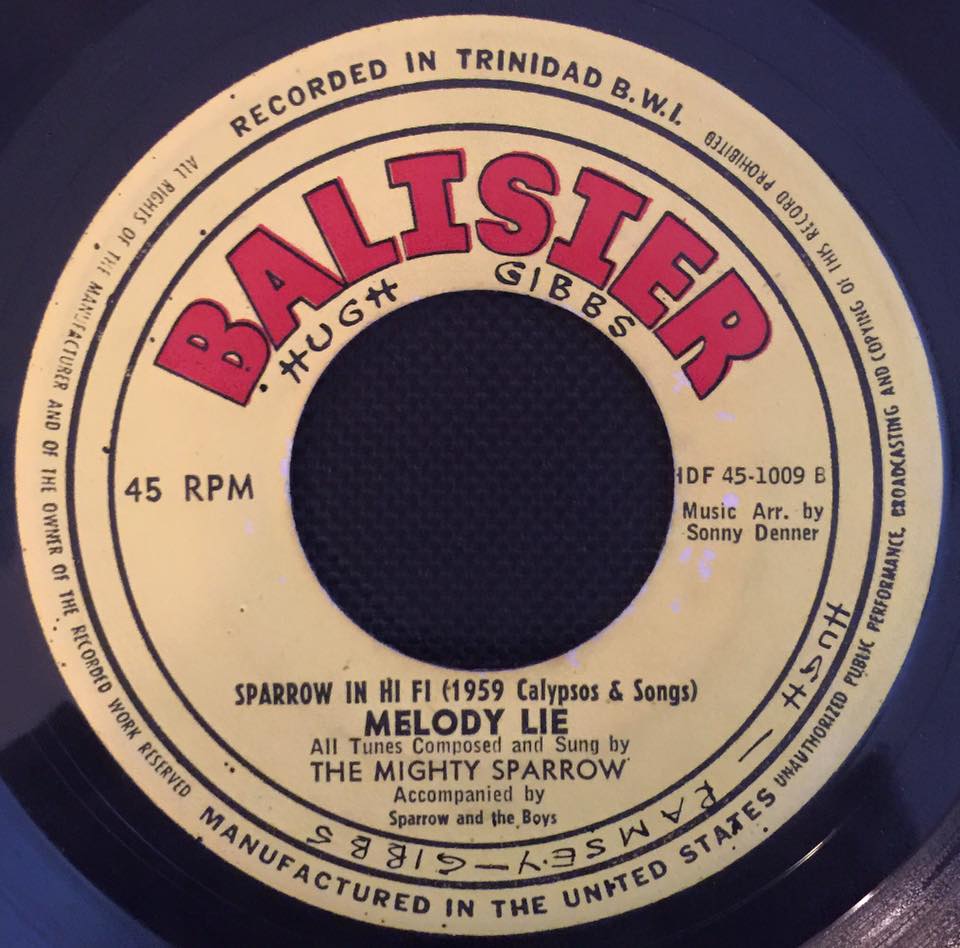 RECORDED IN TRINIDAD B.W.I.
ALL RIGHTS OF THE MANUFACTURER AND OF THE OWNER OF THE RECORDED WORK RESERVED
UNAUTHORIZED PUBLIC PERFORMANCE, BROADCASTING AND COPYING OF THIS RECORD PROHIBITED
BALISIER
HUGH GIBBS
45 RPM
HDF 45-1009 B
Music Arr. by
Sonny Denner
SPARROW IN HI FI (1959 Calypsos & Songs)
MELODY LIE
All Tunes Composed and Sung by
THE MIGHTY SPARROW
Accompanied by
Sparrow and the Boys
HUGH — RAMSEY-GIBBS
MANUFACTURED IN THE UNITED STATES